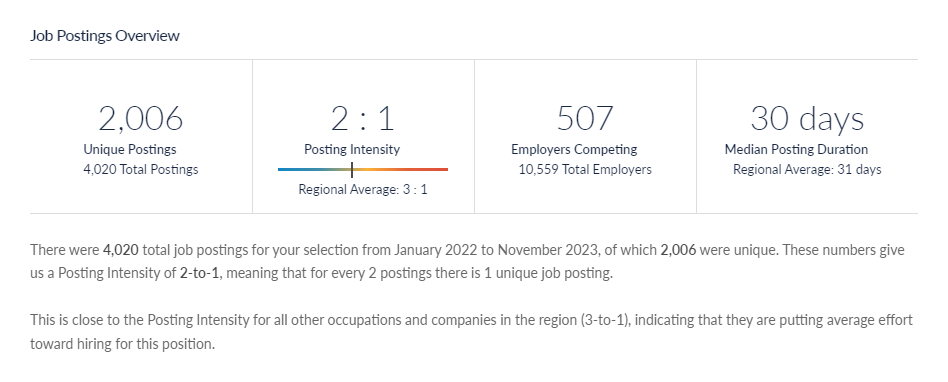 Job Postings Overview
2,006
Unique Postings
4,020 Total Postings
2 : 1
Posting Intensity
Regional Average: 3 : 1
507
Employers Competing
10,559 Total Employers
30 days
Median Posting Duration
Regional Average: 31 days
There were 4,020 total job postings for your selection from January 2022 to November 2023, of which 2,006 were unique. These numbers give
us a Posting Intensity of 2-to-1, meaning that for every 2 postings there is 1 unique job posting.
This is close to the Posting Intensity for all other occupations and companies in the region (3-to-1), indicating that they are putting average effort
toward hiring for this position.